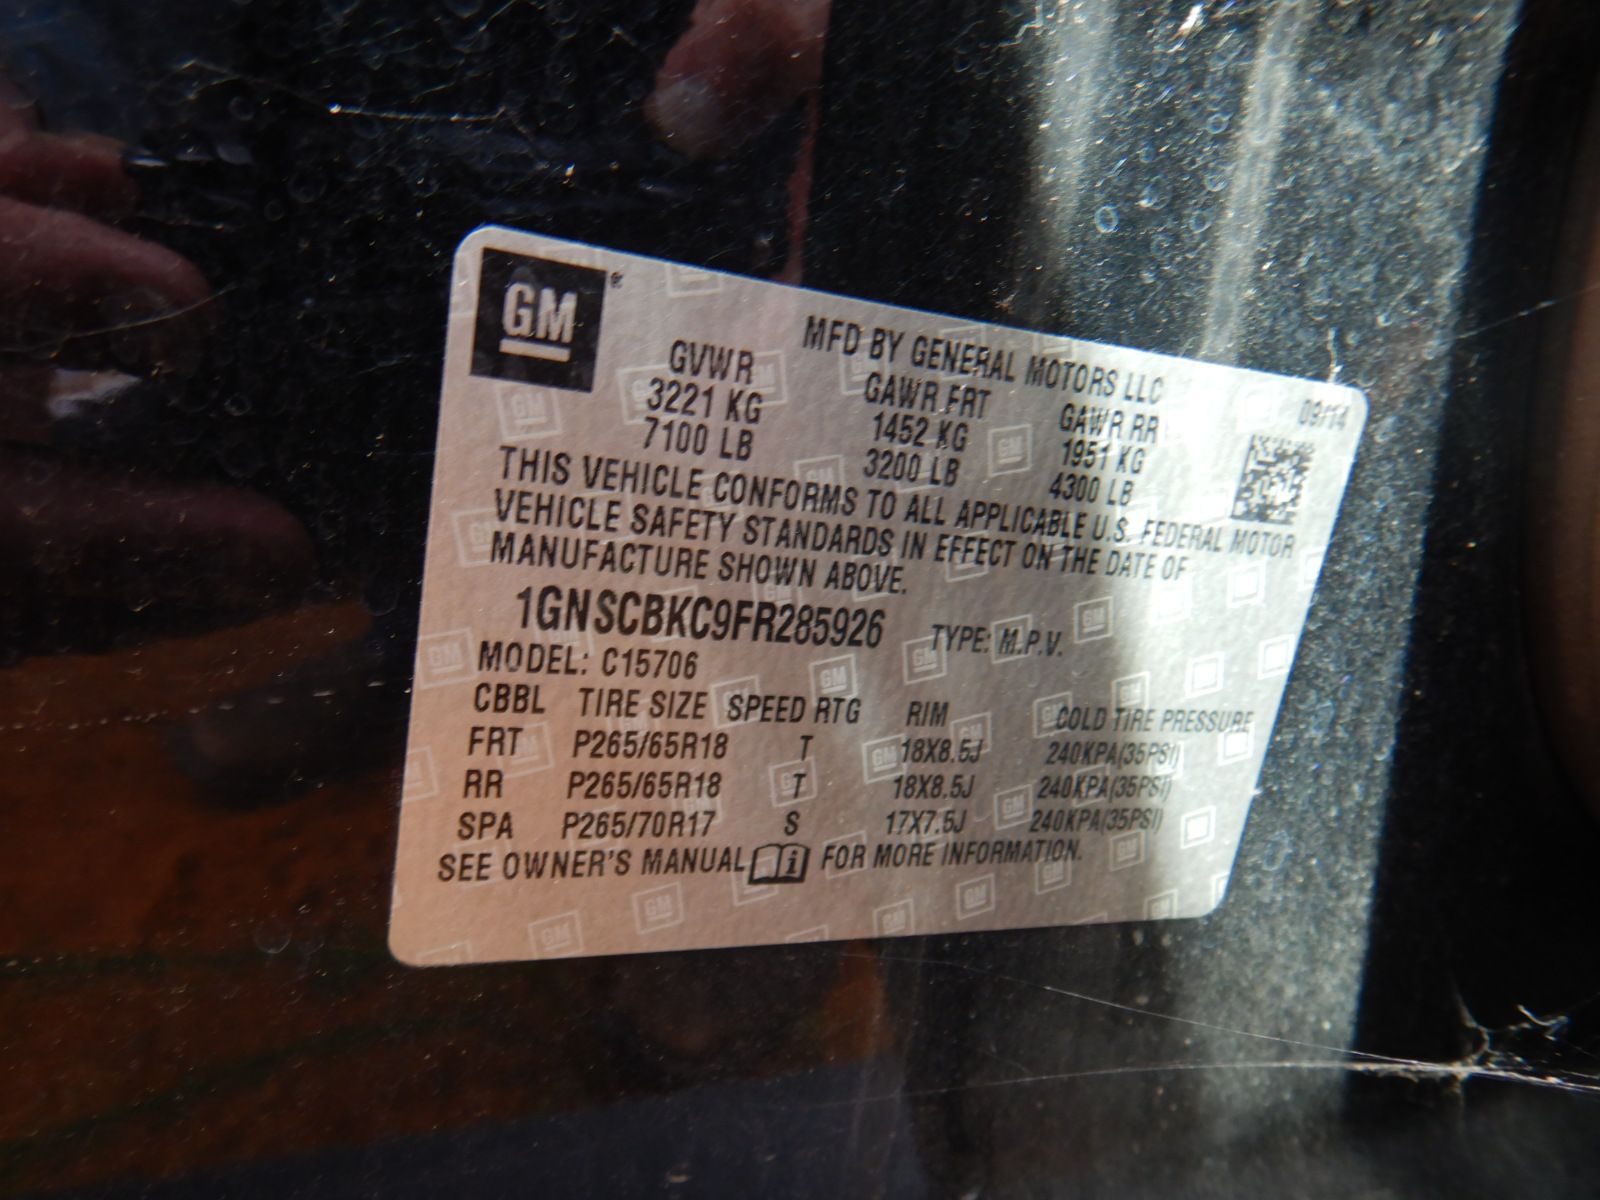 GM®
MFD BY GENERAL MOTORS LLC
09/14
GVWR GAWR FRT GAWR RR
3221 KG 1452 KG 1951 KG
7100 LB 3200 LB 4300 LB
THIS VEHICLE CONFORMS TO ALL APPLICABLE U.S. FEDERAL MOTOR
VEHICLE SAFETY STANDARDS IN EFFECT ON THE DATE OF
MANUFACTURE SHOWN ABOVE.
1GNSCBKC9FR285926 TYPE: M.P.V.
MODEL: C15706
CBBL TIRE SIZE SPEED RTG RIM COLD TIRE PRESSURE
FRT P265/65R18 T 18X8.5J 240KPA(35PSI)
RR P265/65R18 T 18X8.5J 240KPA(35PSI)
SPA P265/70R17 S 17X7.5J 240KPA(35PSI)
SEE OWNER'S MANUAL i FOR MORE INFORMATION.